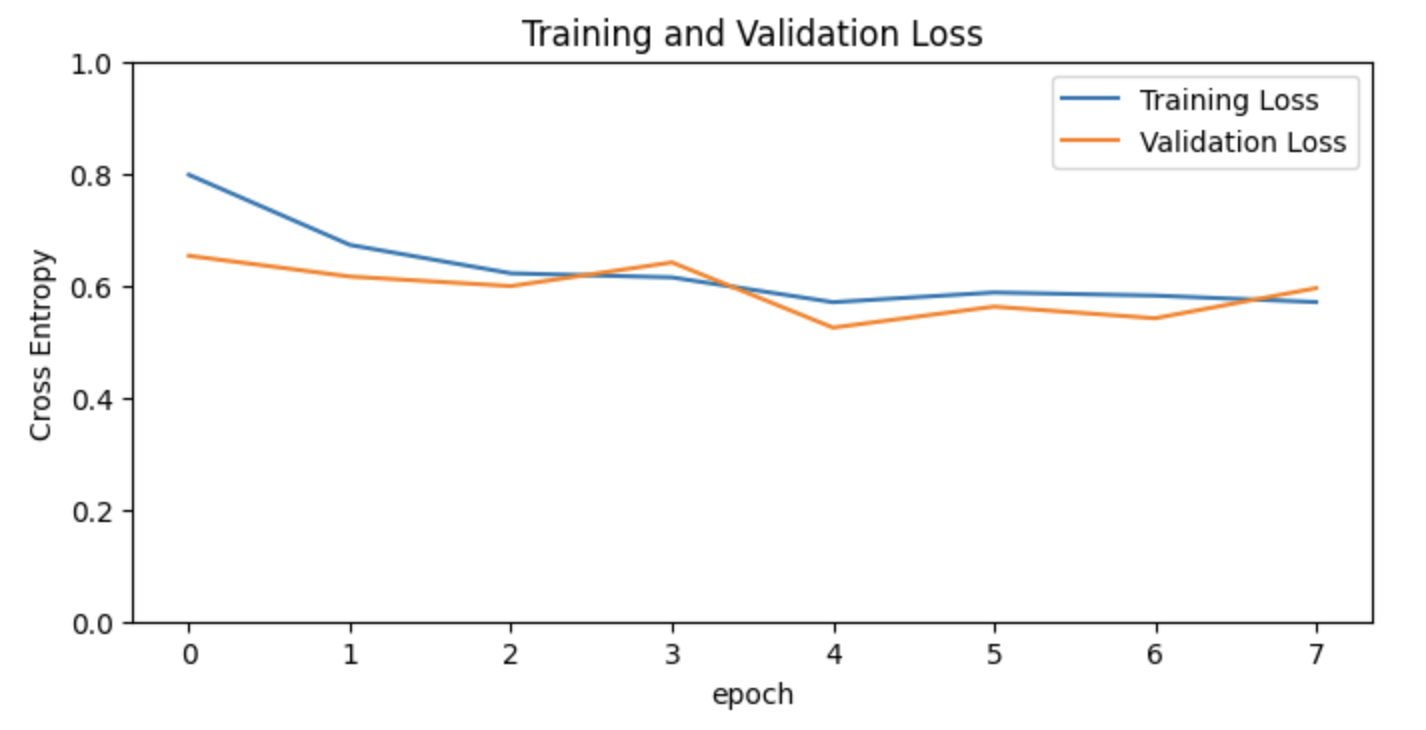 Training and Validation Loss
1.0
0.8
0.6
0.4
0.2
0.0
Cross Entropy
Training Loss
Validation Loss
0 1 2 3 4 5 6 7
epoch